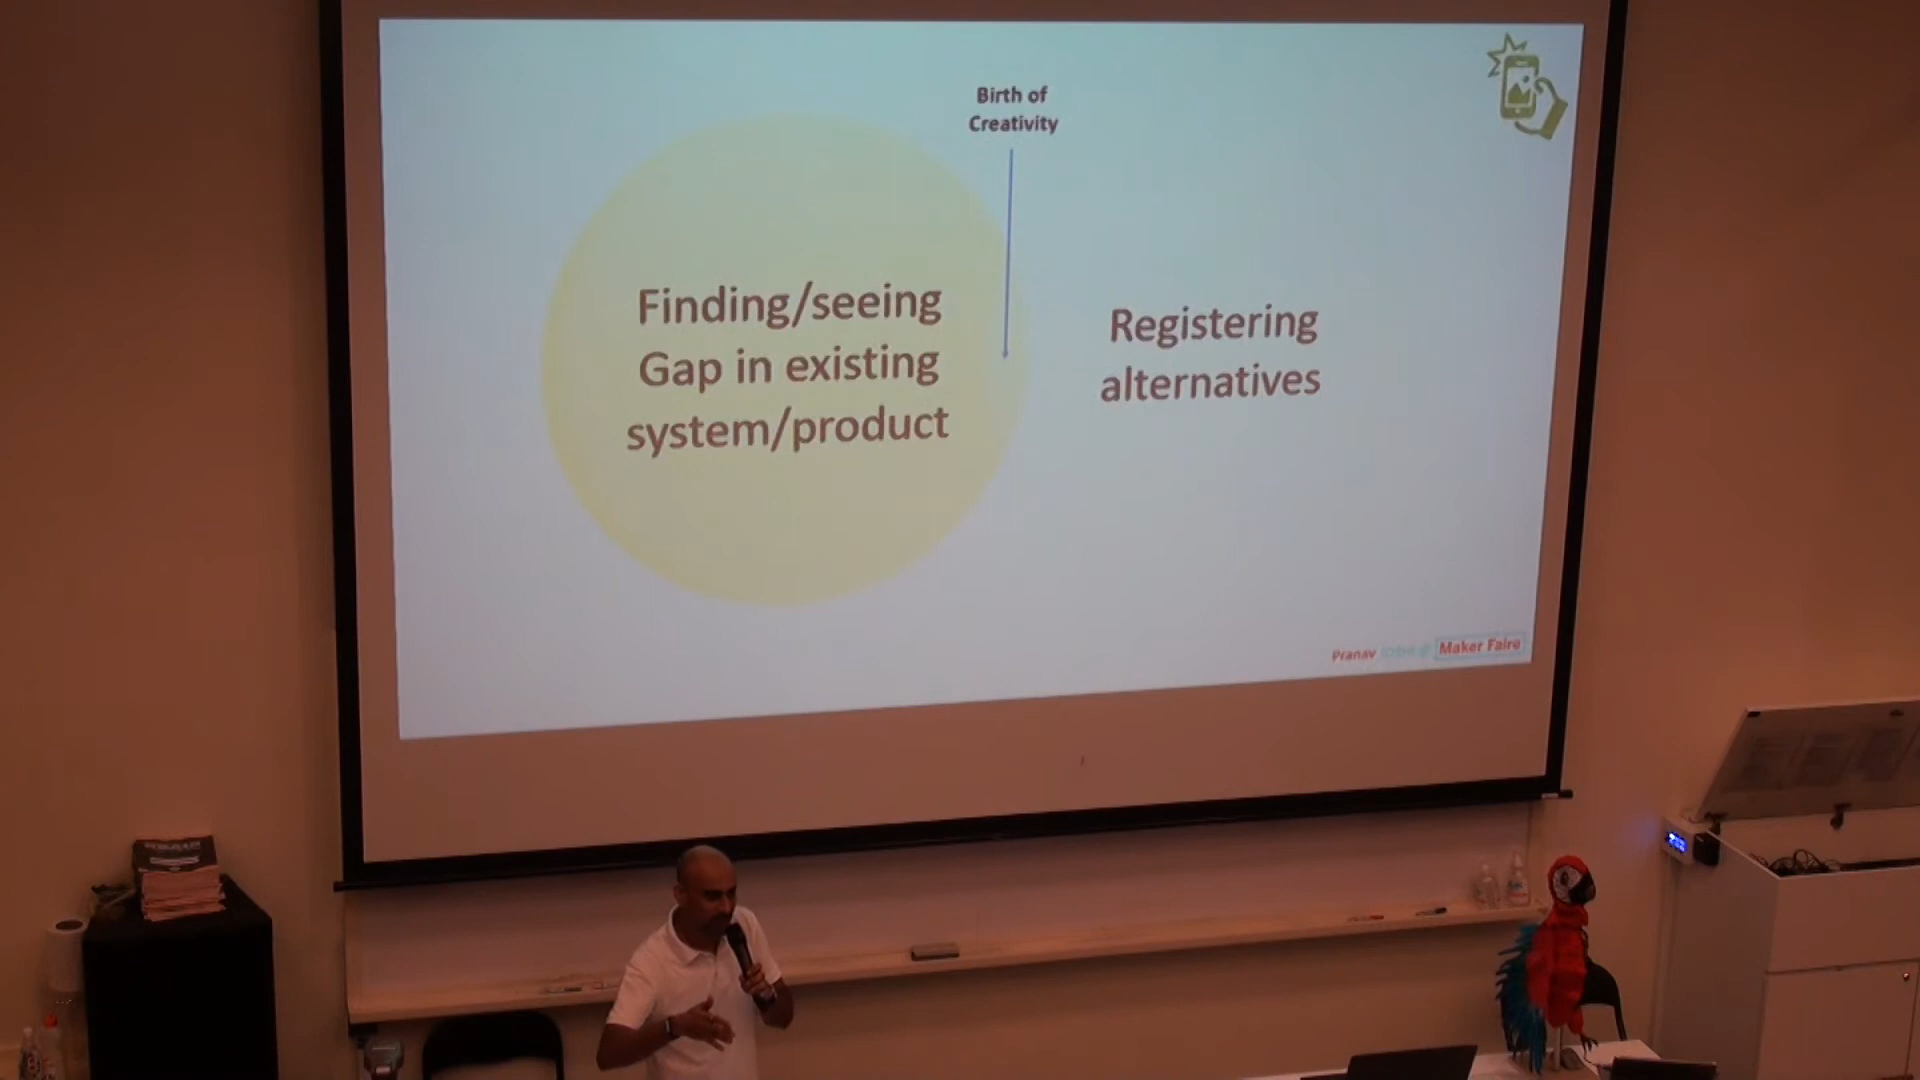 Birth of
Creativity
Finding/seeing
Gap in existing
system/product
Registering
alternatives
Pranav
Maker Faire